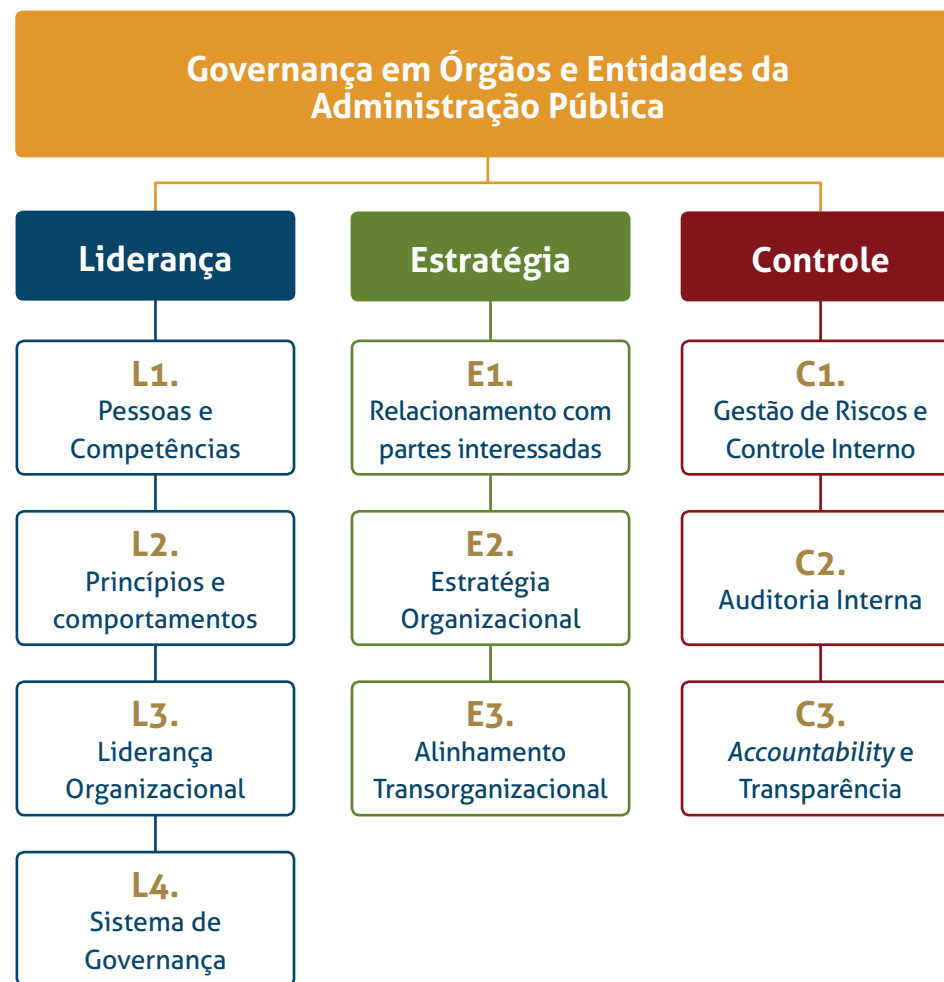 Governança em Órgãos e Entidades da
Administração Pública
Liderança
L1.
Pessoas e
Competências
L2.
Princípios e
comportamentos
L3.
Liderança
Organizacional
L4.
Sistema de
Governança
Estratégia
E1.
Relacionamento com
partes interessadas
E2.
Estratégia
Organizacional
E3.
Alinhamento
Transorganizacional
Controle
C1.
Gestão de Riscos e
Controle Interno
C2.
Auditoria Interna
C3.
Accountability e
Transparência